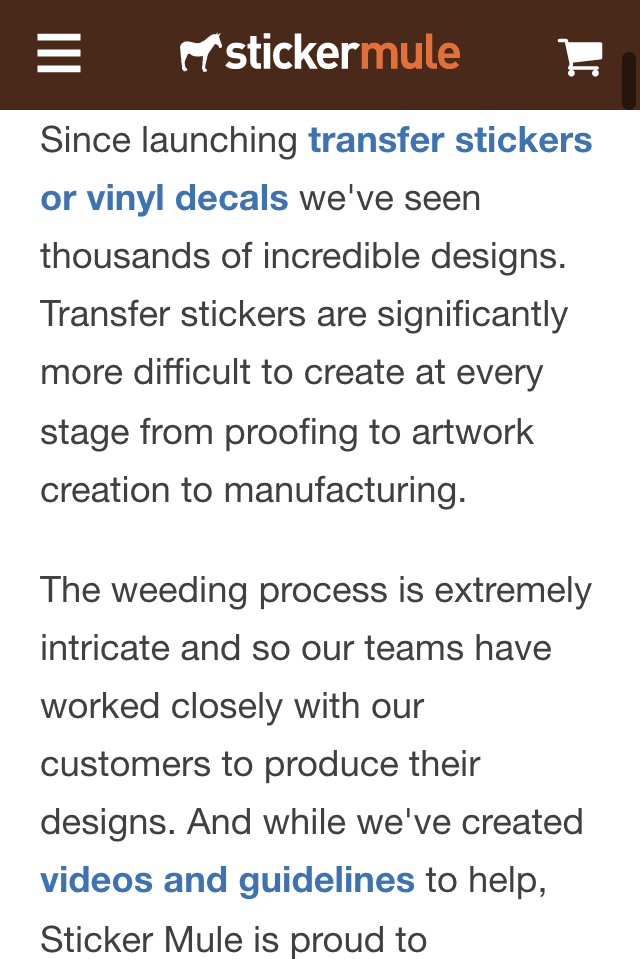 stickermule
Since launching transfer stickers
or vinyl decals we've seen
thousands of incredible designs.
Transfer stickers are significantly
more difficult to create at every
stage from proofing to artwork
creation to manufacturing.
The weeding process is extremely
intricate and so our teams have
worked closely with our
customers to produce their
designs. And while we've created
videos and guidelines to help,
Sticker Mule is proud to